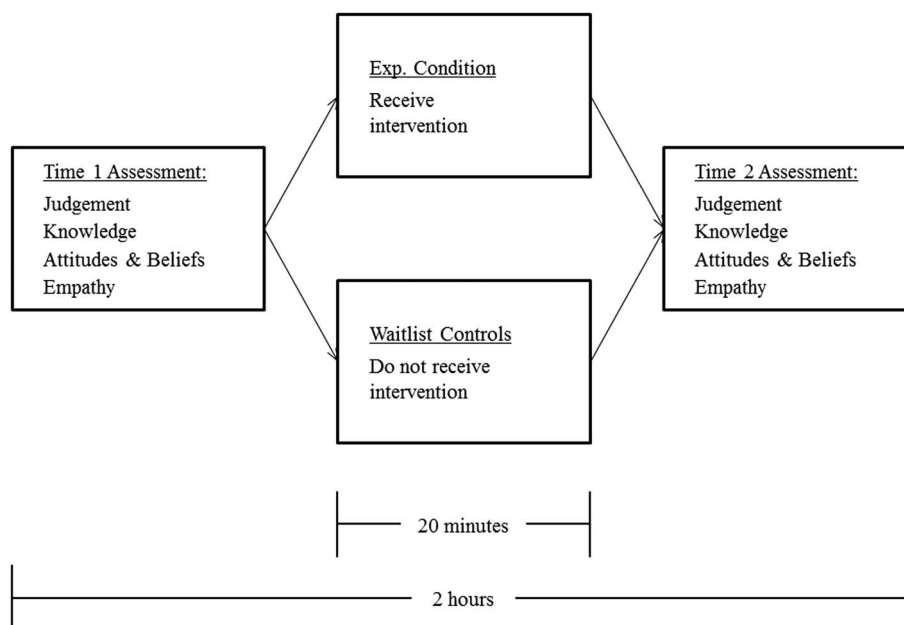 Exp. Condition
Receive
intervention
Time 1 Assessment:
Judgement
Knowledge
Attitudes & Beliefs
Empathy
Time 2 Assessment:
Judgement
Knowledge
Attitudes & Beliefs
Empathy
Waitlist Controls
Do not receive
intervention
20 minutes
2 hours